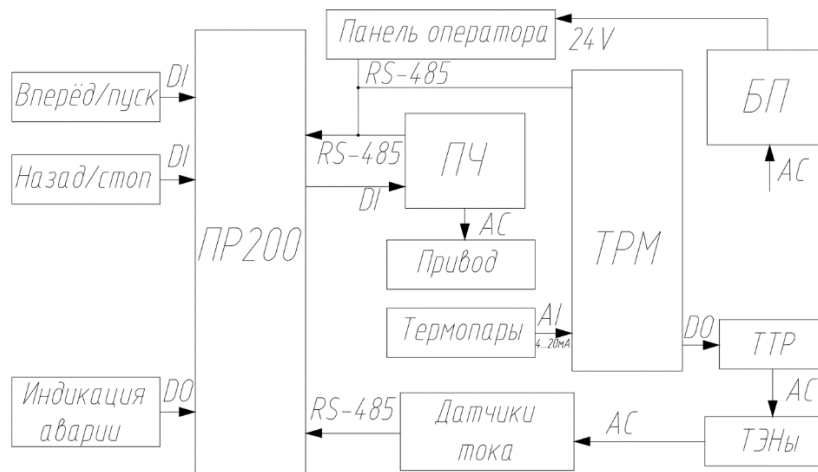 Панель оператора
24V
БП
AC
RS-485
Вперёд/пуск
DI
Назад/стоп
DI
ПР200
RS-485
DI
ПЧ
AC
Привод
ТРМ
Термопары
AI
4...20мА
DO
ТТР
AC
ТЭНы
AC
Датчики
тока
RS-485
Индикация
аварии
DO